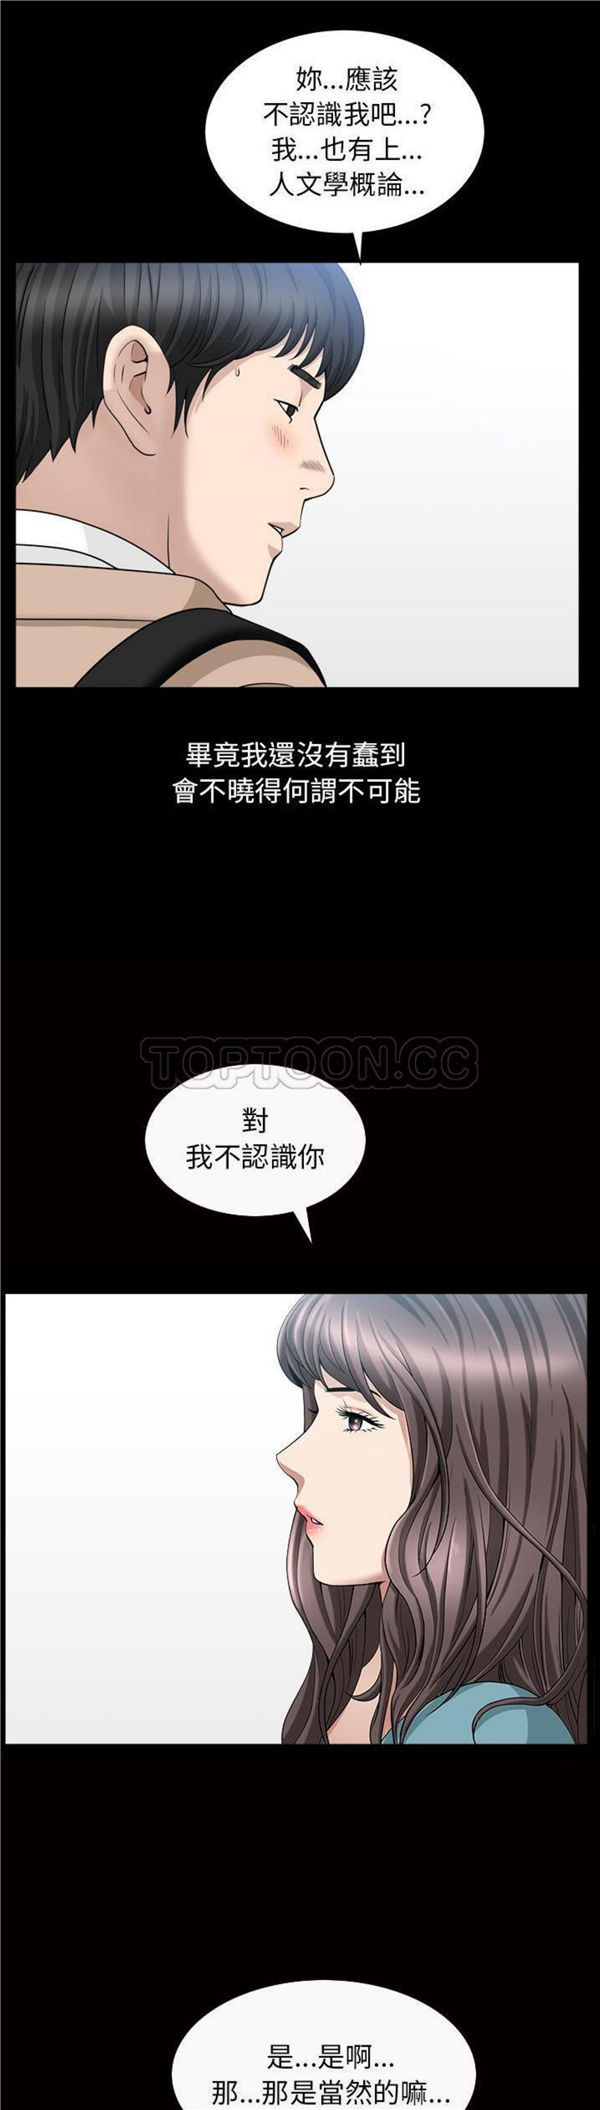 妳...應該
不認識我吧...?
我...也有上...
人文學概論...
畢竟我還沒有蠢到
會不曉得何謂不可能
TOPTOON.CC
對
我不認識你
是...是啊...
那...那是當然的嘛...